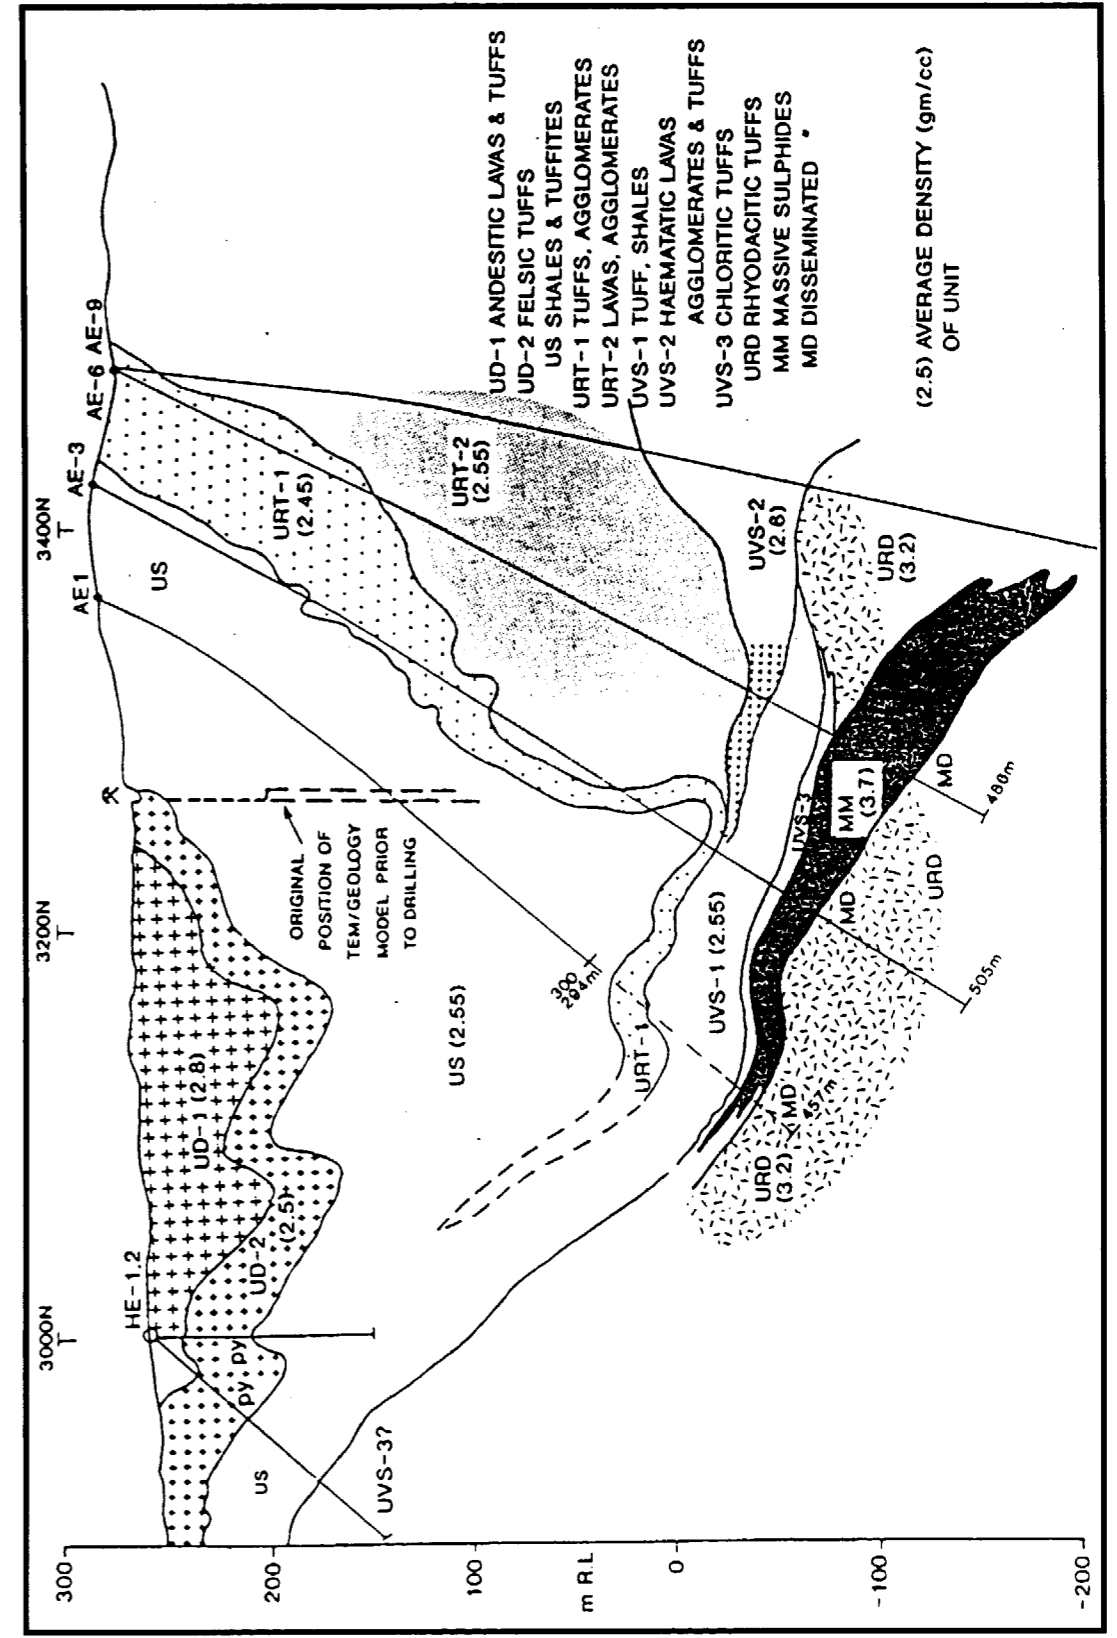 3000N
3200N
3400N
HE-1.2
AE1
AE-3
AE-6
AE-9
300
200
100
m R.L
0
-100
-200
US
UVS-3?
py
py
UD-1 (2.8)
UD-2
(2.5)
ORIGINAL
POSITION OF
TEM/GEOLOGY
MODEL PRIOR
TO DRILLING
US
US (2.55)
URT-1
(2.45)
URT-2
(2.55)
300
294m
URT-1
UVS-1 (2.55)
UVS-2
(2.6)
UVS-3
URD
(3.2)
MM
(3.7)
MD
MD
MD
URD
URD
(3.2)
457m
505m
488m
UD-1 ANDESITIC LAVAS & TUFFS
UD-2 FELSIC TUFFS
US SHALES & TUFFITES
URT-1 TUFFS, AGGLOMERATES
URT-2 LAVAS, AGGLOMERATES
UVS-1 TUFF, SHALES
UVS-2 HAEMATATIC LAVAS
AGGLOMERATES & TUFFS
UVS-3 CHLORITIC TUFFS
URD RHYODACITIC TUFFS
MM MASSIVE SULPHIDES
MD DISSEMINATED "
(2.5) AVERAGE DENSITY (gm/cc)
OF UNIT